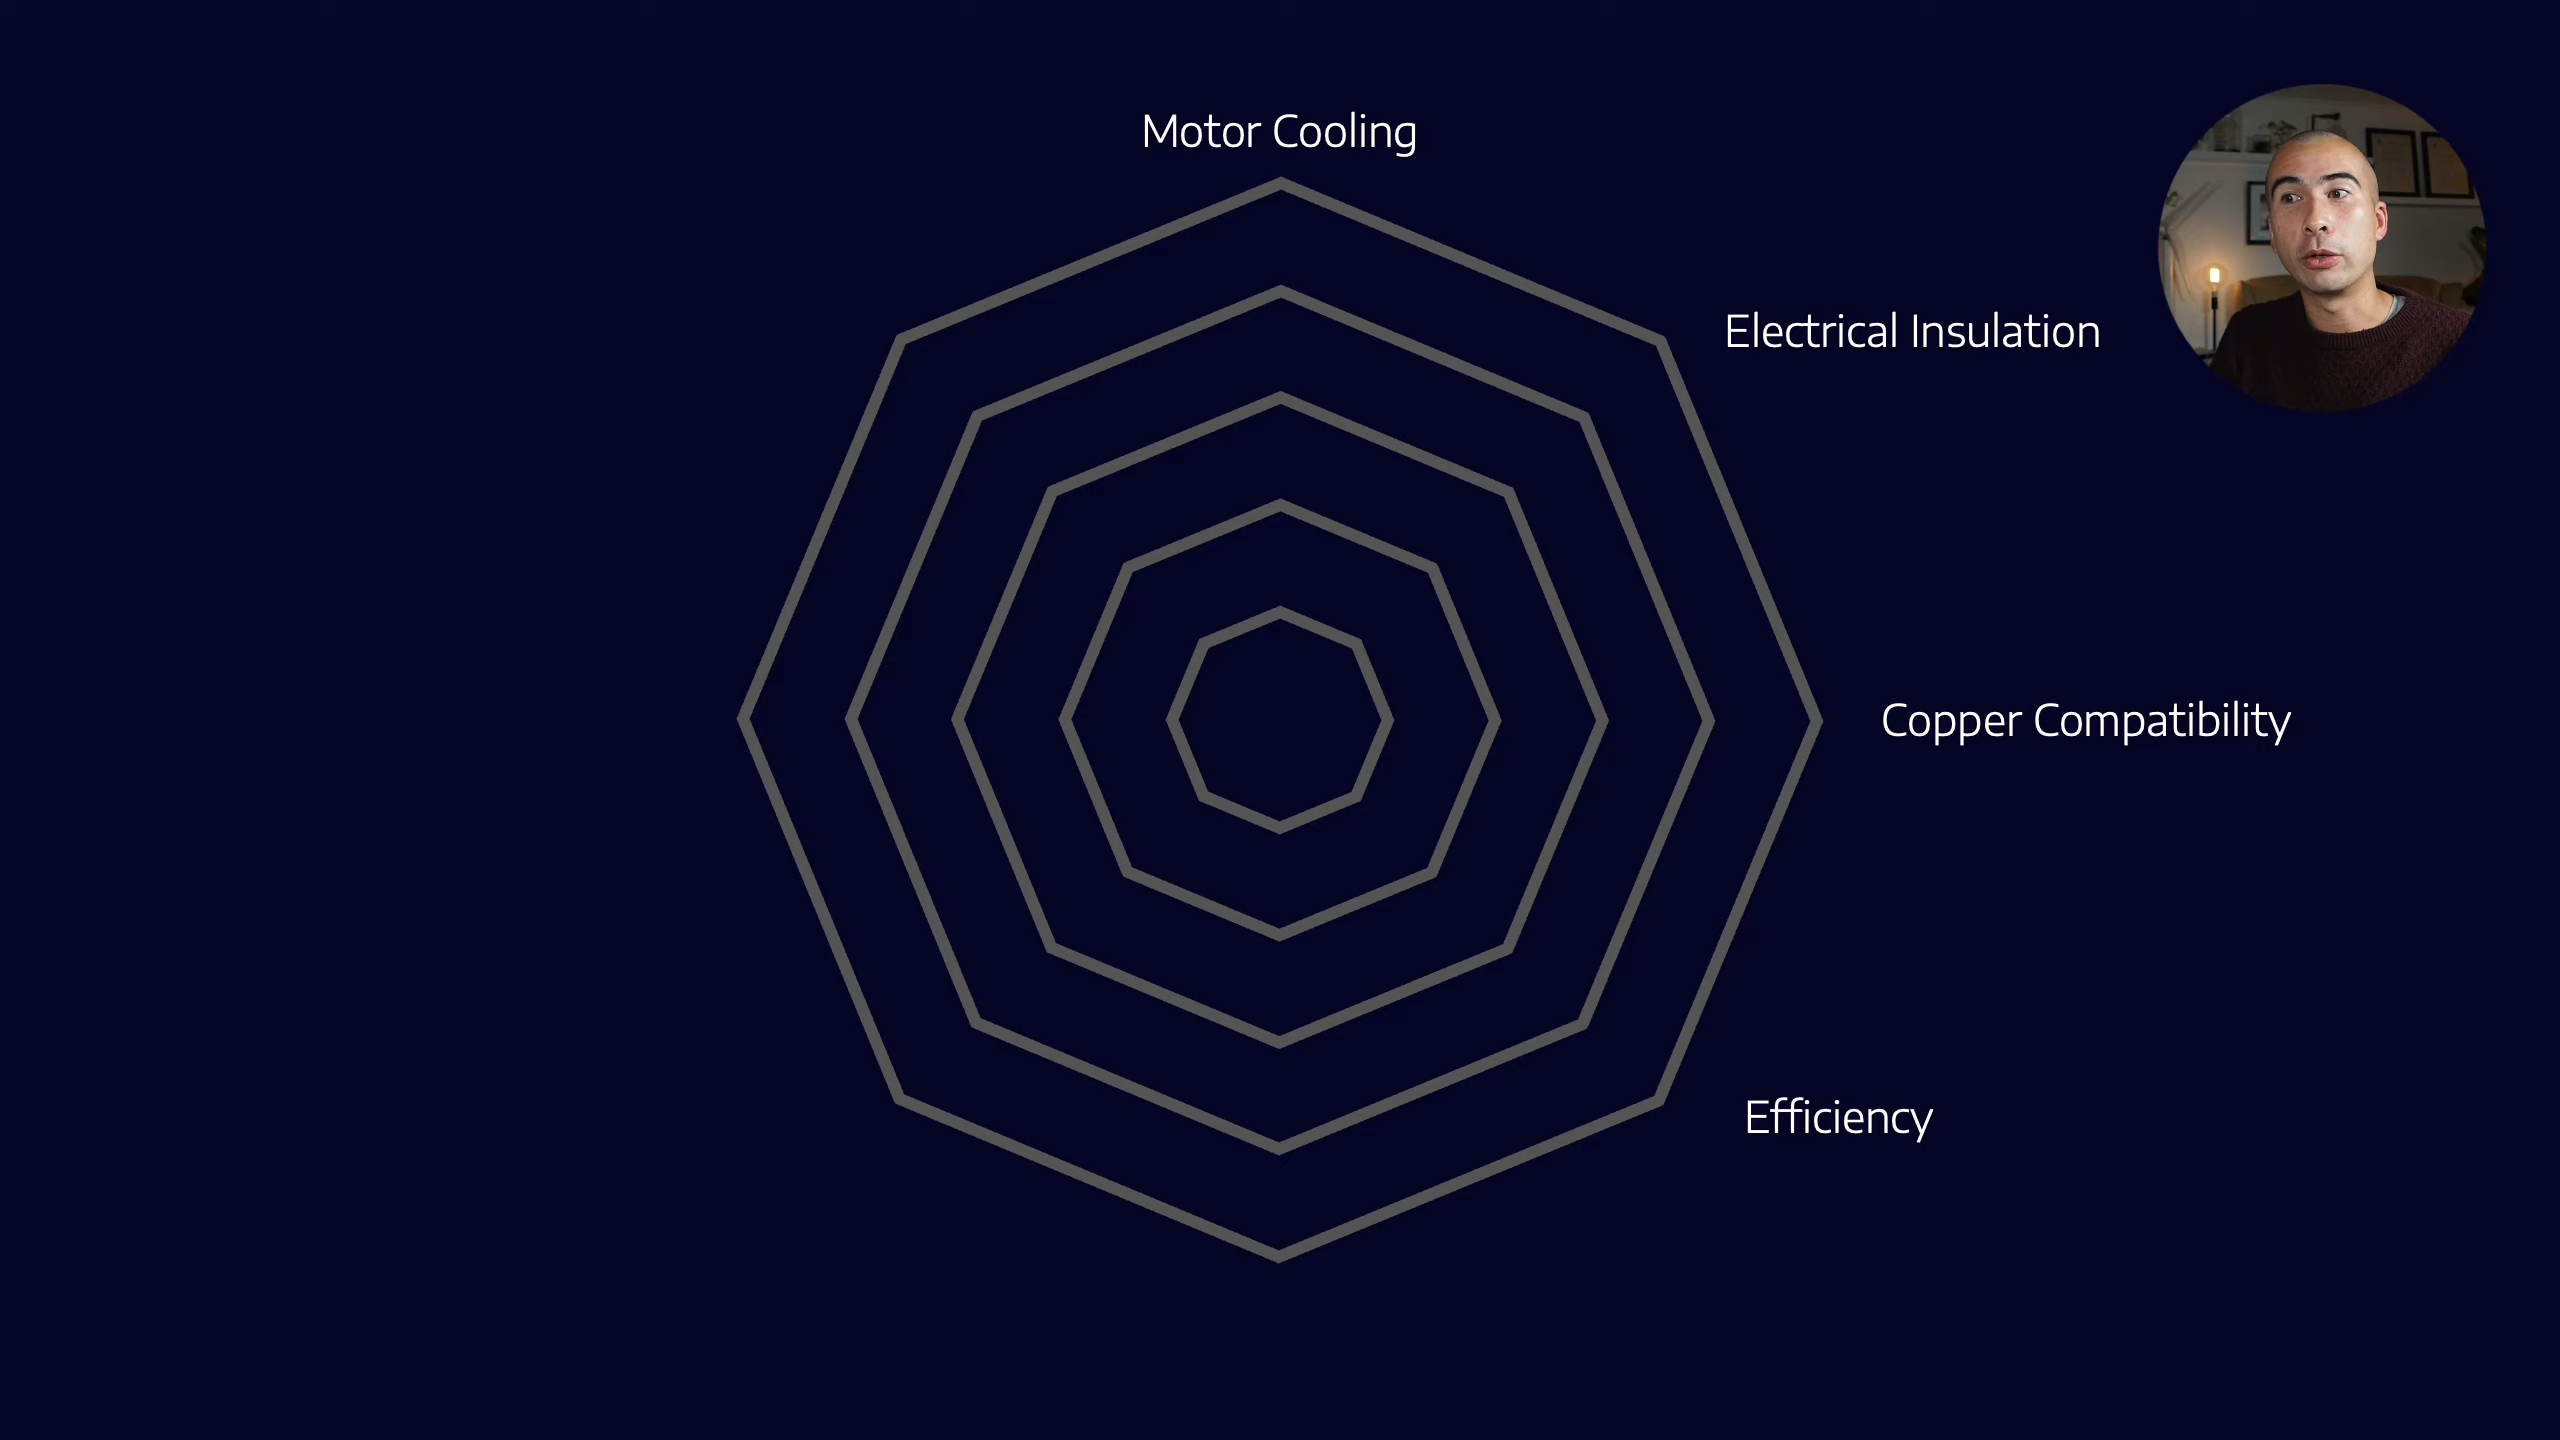 Motor Cooling
Electrical Insulation
Copper Compatibility
Efficiency